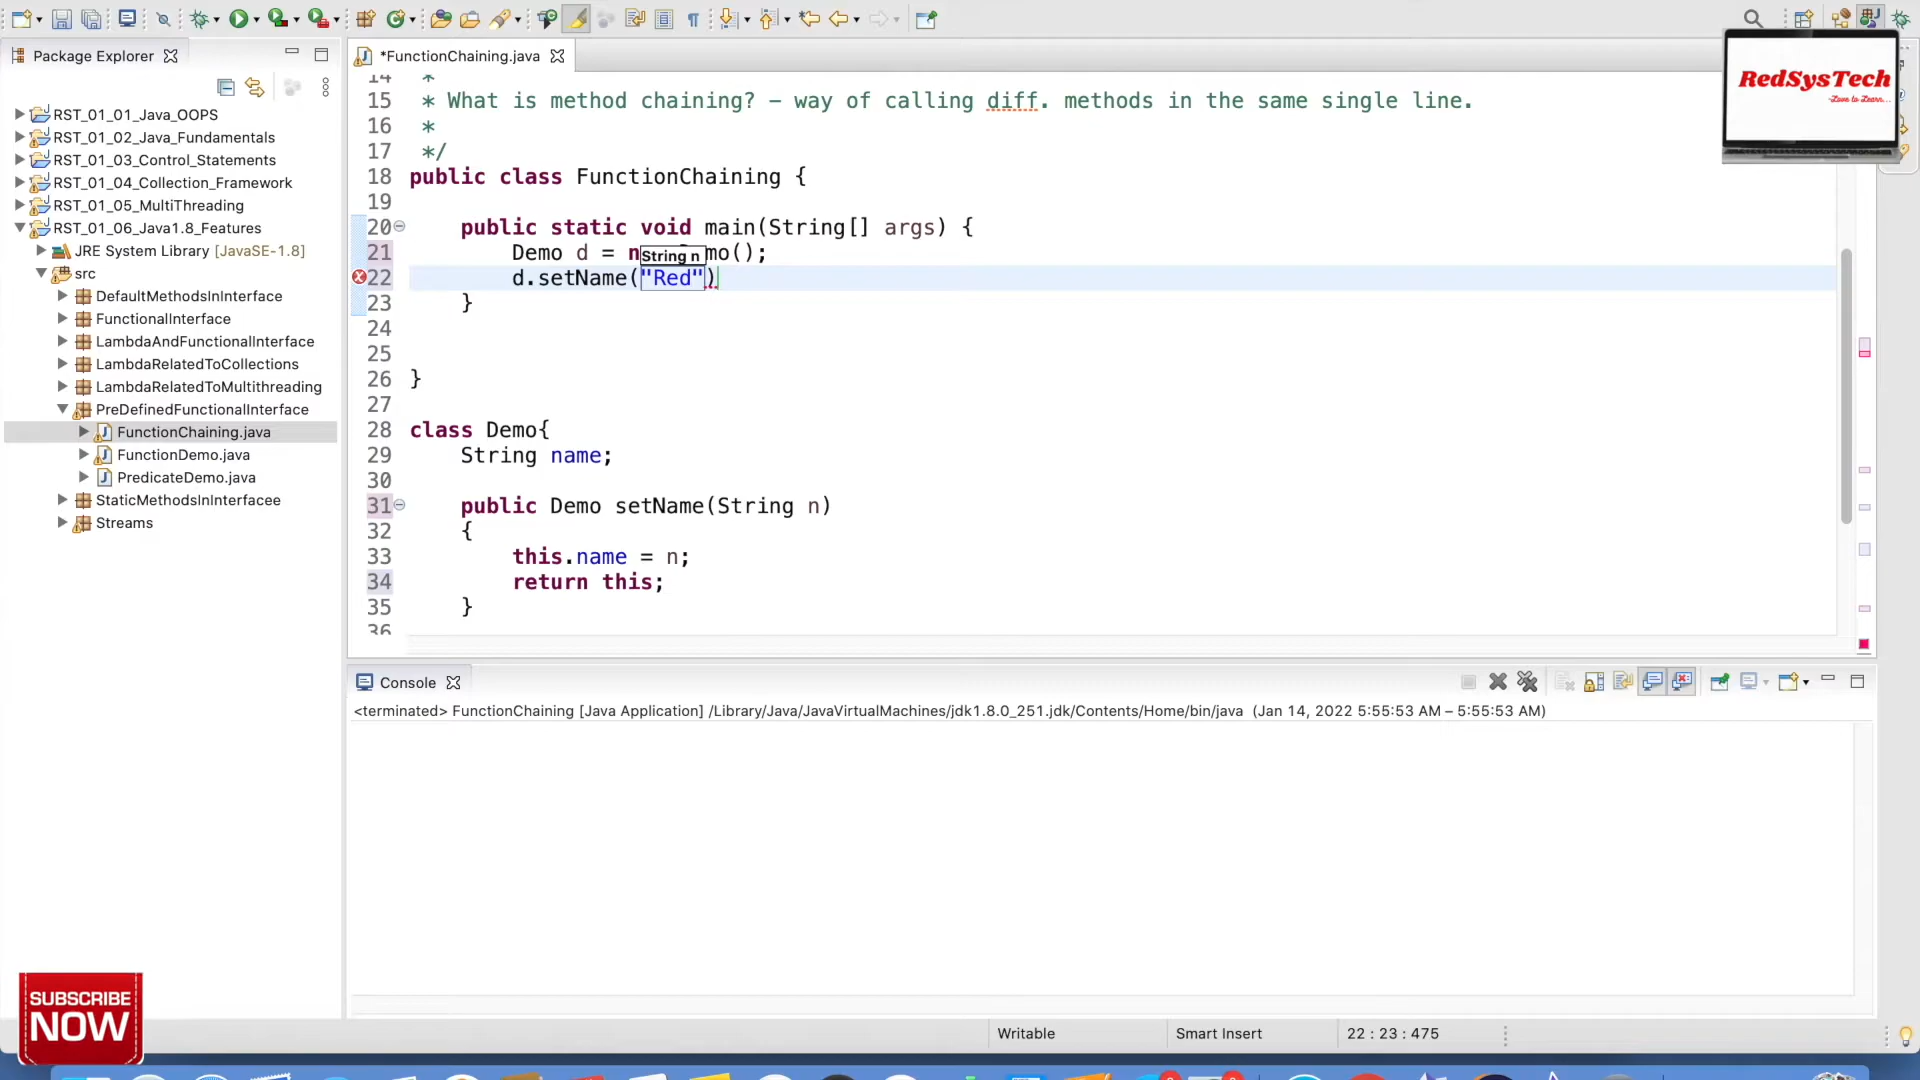 Package Explorer
*FunctionChaining.java
RedSysTech
-Love to Learn...
RST_01_01_Java_OOPS
RST_01_02_Java_Fundamentals
RST_01_03_Control_Statements
RST_01_04_Collection_Framework
RST_01_05_MultiThreading
RST_01_06_Java1.8_Features
JRE System Library [JavaSE-1.8]
src
DefaultMethodsInInterface
FunctionalInterface
LambdaAndFunctionalInterface
LambdaRelatedToCollections
LambdaRelatedToMultithreading
PreDefinedFunctionalInterface
FunctionChaining.java
FunctionDemo.java
PredicateDemo.java
StaticMethodsInInterfacee
Streams
14 *
15 * What is method chaining? - way of calling diff. methods in the same single line.
16 *
17 */
18 public class FunctionChaining {
19
20 public static void main(String[] args) {
21 Demo d = n String n mo();
22 d.setName("Red")
23 }
24
25
26 }
27
28 class Demo{
29 String name;
30
31 public Demo setName(String n)
32 {
33 this.name = n;
34 return this;
35 }
36
Console
<terminated> FunctionChaining [Java Application] /Library/Java/JavaVirtualMachines/jdk1.8.0_251.jdk/Contents/Home/bin/java (Jan 14, 2022 5:55:53 AM – 5:55:53 AM)
SUBSCRIBE
NOW
Writable
Smart Insert
22 : 23 : 475